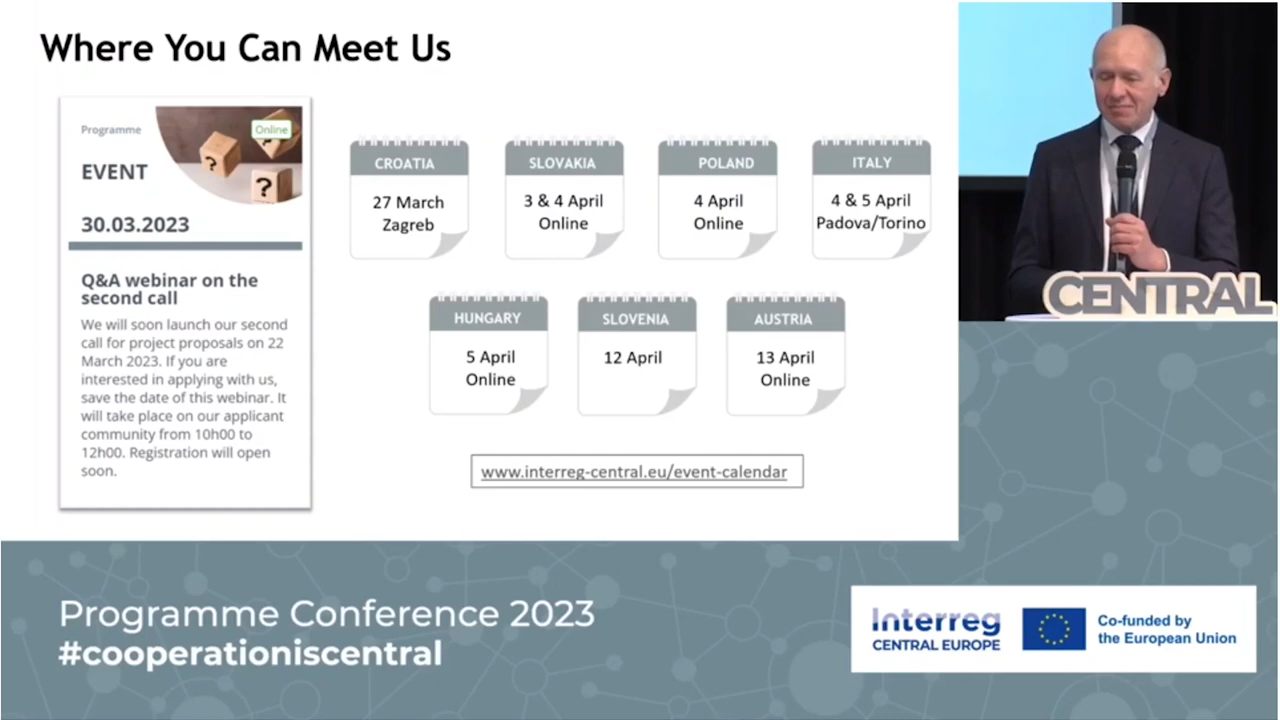 Where You Can Meet Us
Programme
Online
EVENT
30.03.2023
Q&A webinar on the
second call
We will soon launch our second
call for project proposals on 22
March 2023. If you are
interested in applying with us,
save the date of this webinar. It
will take place on our applicant
community from 10h00 to
12h00. Registration will open
soon.
CROATIA
27 March
Zagreb
SLOVAKIA
3 & 4 April
Online
POLAND
4 April
Online
ITALY
4 & 5 April
Padova/Torino
HUNGARY
5 April
Online
SLOVENIA
12 April
AUSTRIA
13 April
Online
www.interreg-central.eu/event-calendar
CENTRAL
Programme Conference 2023
#cooperationiscentral
Interreg
CENTRAL EUROPE
Co-funded by
the European Union